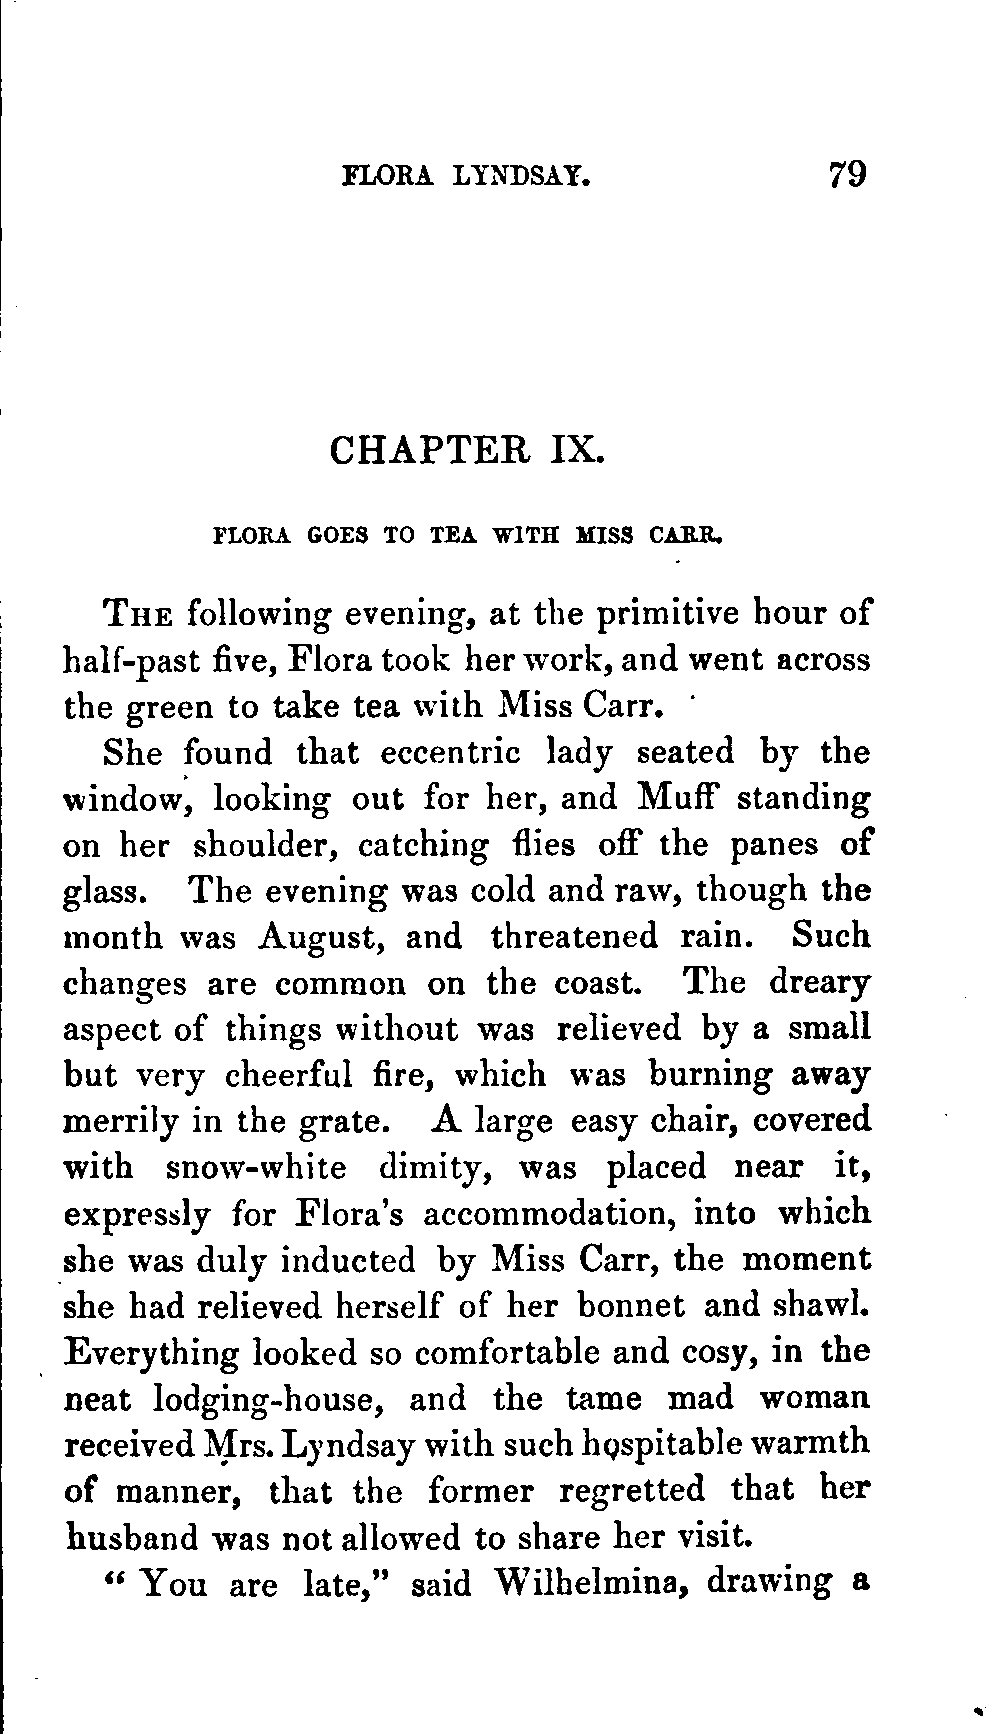 FLORA LYNDSAY. 79
CHAPTER IX.
FLORA GOES TO TEA WITH MISS CARR.
THE following evening, at the primitive hour of
half-past five, Flora took her work, and went across
the green to take tea with Miss Carr.
She found that eccentric lady seated by the
window, looking out for her, and Muff standing
on her shoulder, catching flies off the panes of
glass. The evening was cold and raw, though the
month was August, and threatened rain. Such
changes are common on the coast. The dreary
aspect of things without was relieved by a small
but very cheerful fire, which was burning away
merrily in the grate. A large easy chair, covered
with snow-white dimity, was placed near it,
expressly for Flora's accommodation, into which
she was duly inducted by Miss Carr, the moment
she had relieved herself of her bonnet and shawl.
Everything looked so comfortable and cosy, in the
neat lodging-house, and the tame mad woman
received Mrs. Lyndsay with such hospitable warmth
of manner, that the former regretted that her
husband was not allowed to share her visit.
“ You are late,” said Wilhelmina, drawing a